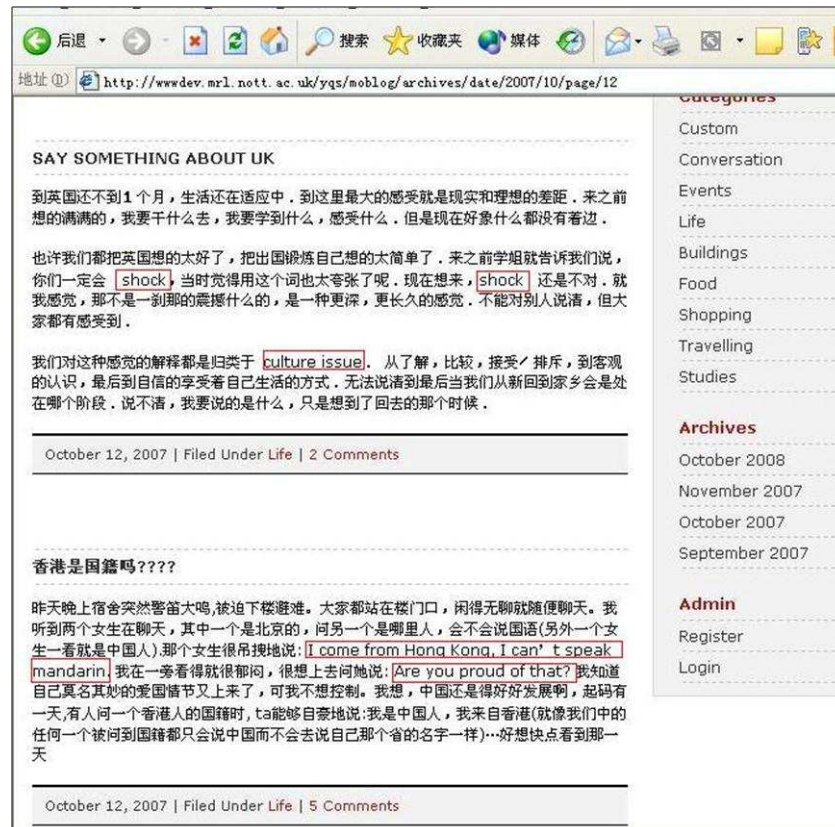 后退 搜索 收藏夹 媒体
地址(D) http://wwwdev.mrl.nott.ac.uk/yqs/moblog/archives/date/2007/10/page/12
SAY SOMETHING ABOUT UK
到英国还不到1个月，生活还在适应中．到这里最大的感受就是现实和理想的差距．来之前
想的满满的，我要干什么去，我要学到什么，感受什么．但是现在好象什么都没有着边．
也许我们都把英国想的太好了，把出国锻炼自己想的太简单了．来之前学姐就告诉我们说，
你们一定会 shock，当时觉得用这个词也太夸张了呢．现在想来，shock 还是不对．就
我感觉，那不是一刹那的震撼什么的，是一种更深，更长久的感觉．不能对别人说清，但大
家都有感受到．
我们对这种感觉的解释都是归类于 culture issue． 从了解，比较，接受／排斥，到客观
的认识，最后到自信的享受着自己生活的方式．无法说清到最后当我们从新回到家乡会是处
在哪个阶段．说不清，我要说的是什么，只是想到了回去的那个时候．
October 12, 2007 | Filed Under Life | 2 Comments
香港是国籍吗????
昨天晚上宿舍突然警笛大鸣,被迫下楼避难。大家都站在楼门口，闲得无聊就随便聊天。我
听到两个女生在聊天，其中一个是北京的，问另一个是哪里人，会不会说国语(另外一个女
生一看就是中国人).那个女生很吊拽地说: I come from Hong Kong, I can't speak
mandarin. 我在一旁看得就很郁闷，很想上去问她说: Are you proud of that? 我知道
自己莫名其妙的爱国情节又上来了，可我不想控制。我想，中国还是得好好发展啊，起码有
一天,有人问一个香港人的国籍时, ta能够自豪地说:我是中国人，我来自香港(就像我们中的
任何一个被问到国籍都只会说中国而不会去说自己那个省的名字一样)…好想快点看到那一
天
October 12, 2007 | Filed Under Life | 5 Comments
Categories
Custom
Conversation
Events
Life
Buildings
Food
Shopping
Travelling
Studies
Archives
October 2008
November 2007
October 2007
September 2007
Admin
Register
Login